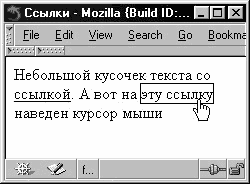 Ссылки - Mozilla {Build ID:...
File Edit View Search Go Bookmar
Небольшой кусочек текста со
ссылкой. А вот на эту ссылку
наведен курсор мыши
f...